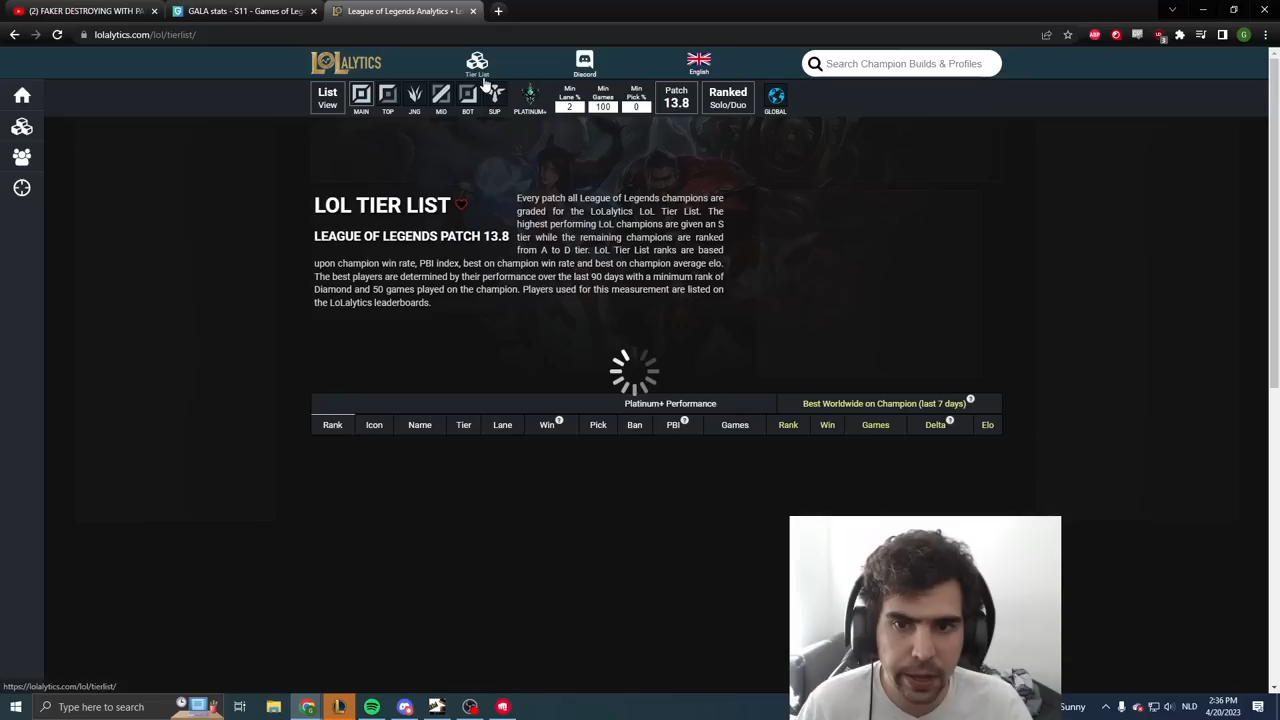 (2) FAKER DESTROYING WITH PA
GALA stats - S11 - Games of Leg
League of Legends Analytics • Lo
lolalytics.com/lol/tierlist/
LOLALYTICS
Tier List
Discord
English
Search Champion Builds & Profiles
List
View
MAIN
TOP
JNG
MID
BOT
SUP
PLATINUM+
Min
Lane %
2
Min
Games
100
Min
Pick %
0
Patch
13.8
Ranked
Solo/Duo
GLOBAL
LOL TIER LIST
LEAGUE OF LEGENDS PATCH 13.8
Every patch all League of Legends champions are
graded for the LoLalytics LoL Tier List. The
highest performing LoL champions are given an S
tier while the remaining champions are ranked
from A to D tier. LoL Tier List ranks are based
upon champion win rate, PBI index, best on champion win rate and best on champion average elo.
The best players are determined by their performance over the last 90 days with a minimum rank of
Diamond and 50 games played on the champion. Players used for this measurement are listed on
the LoLalytics leaderboards.
Platinum+ Performance
Best Worldwide on Champion (last 7 days)
Rank Icon Name Tier Lane Win Pick Ban PBI Games Rank Win Games Delta Elo
https://lolalytics.com/lol/tierlist/
Type here to search
Sunny
NLD
2:36 PM
4/20/2023